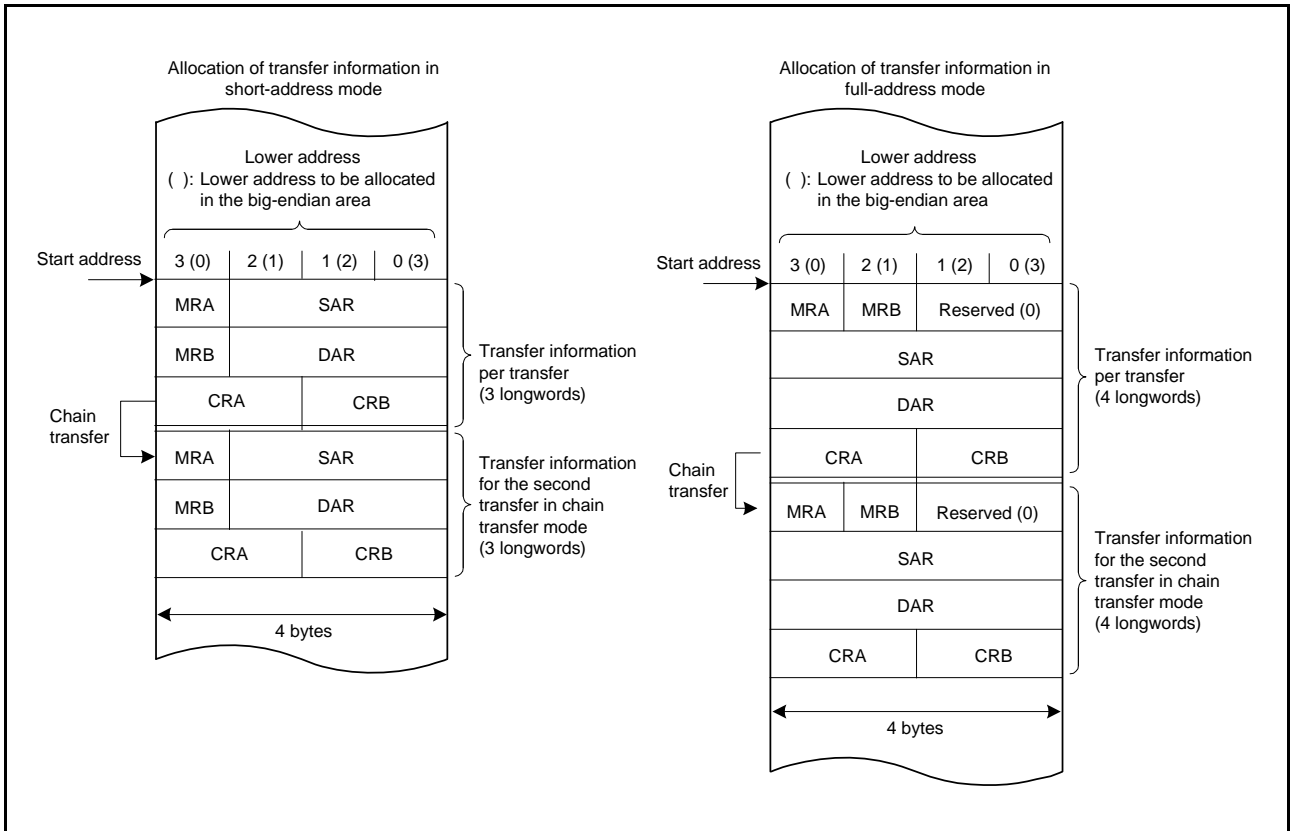 Allocation of transfer information in
short-address mode
Lower address
( ): Lower address to be allocated
in the big-endian area
Start address
3 (0) 2 (1) 1 (2) 0 (3)
MRA SAR
MRB DAR
CRA CRB
Transfer information
per transfer
(3 longwords)
Chain
transfer
MRA SAR
MRB DAR
CRA CRB
Transfer information
for the second
transfer in chain
transfer mode
(3 longwords)
4 bytes
Allocation of transfer information in
full-address mode
Lower address
( ): Lower address to be allocated
in the big-endian area
Start address
3 (0) 2 (1) 1 (2) 0 (3)
MRA MRB Reserved (0)
SAR
DAR
CRA CRB
Transfer information
per transfer
(4 longwords)
Chain
transfer
MRA MRB Reserved (0)
SAR
DAR
CRA CRB
Transfer information
for the second
transfer in chain
transfer mode
(4 longwords)
4 bytes